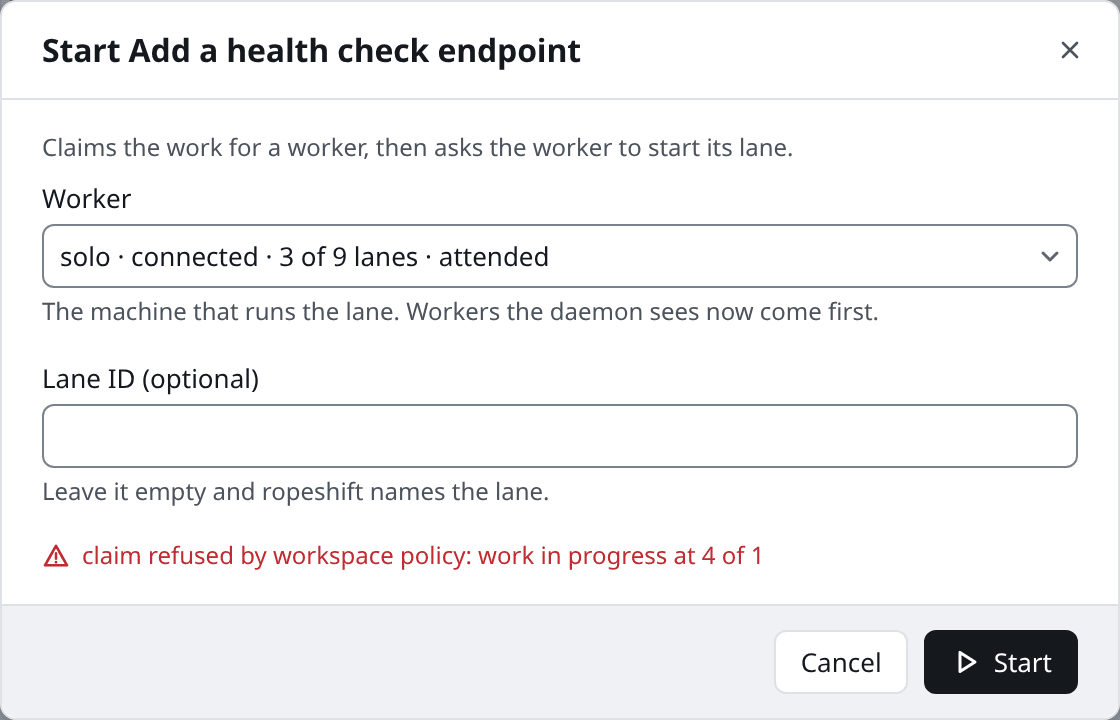 Start Add a health check endpoint
Claims the work for a worker, then asks the worker to start its lane.
Worker
solo · connected · 3 of 9 lanes · attended
The machine that runs the lane. Workers the daemon sees now come first.
Lane ID (optional)
Leave it empty and ropeshift names the lane.
claim refused by workspace policy: work in progress at 4 of 1
Cancel
Start